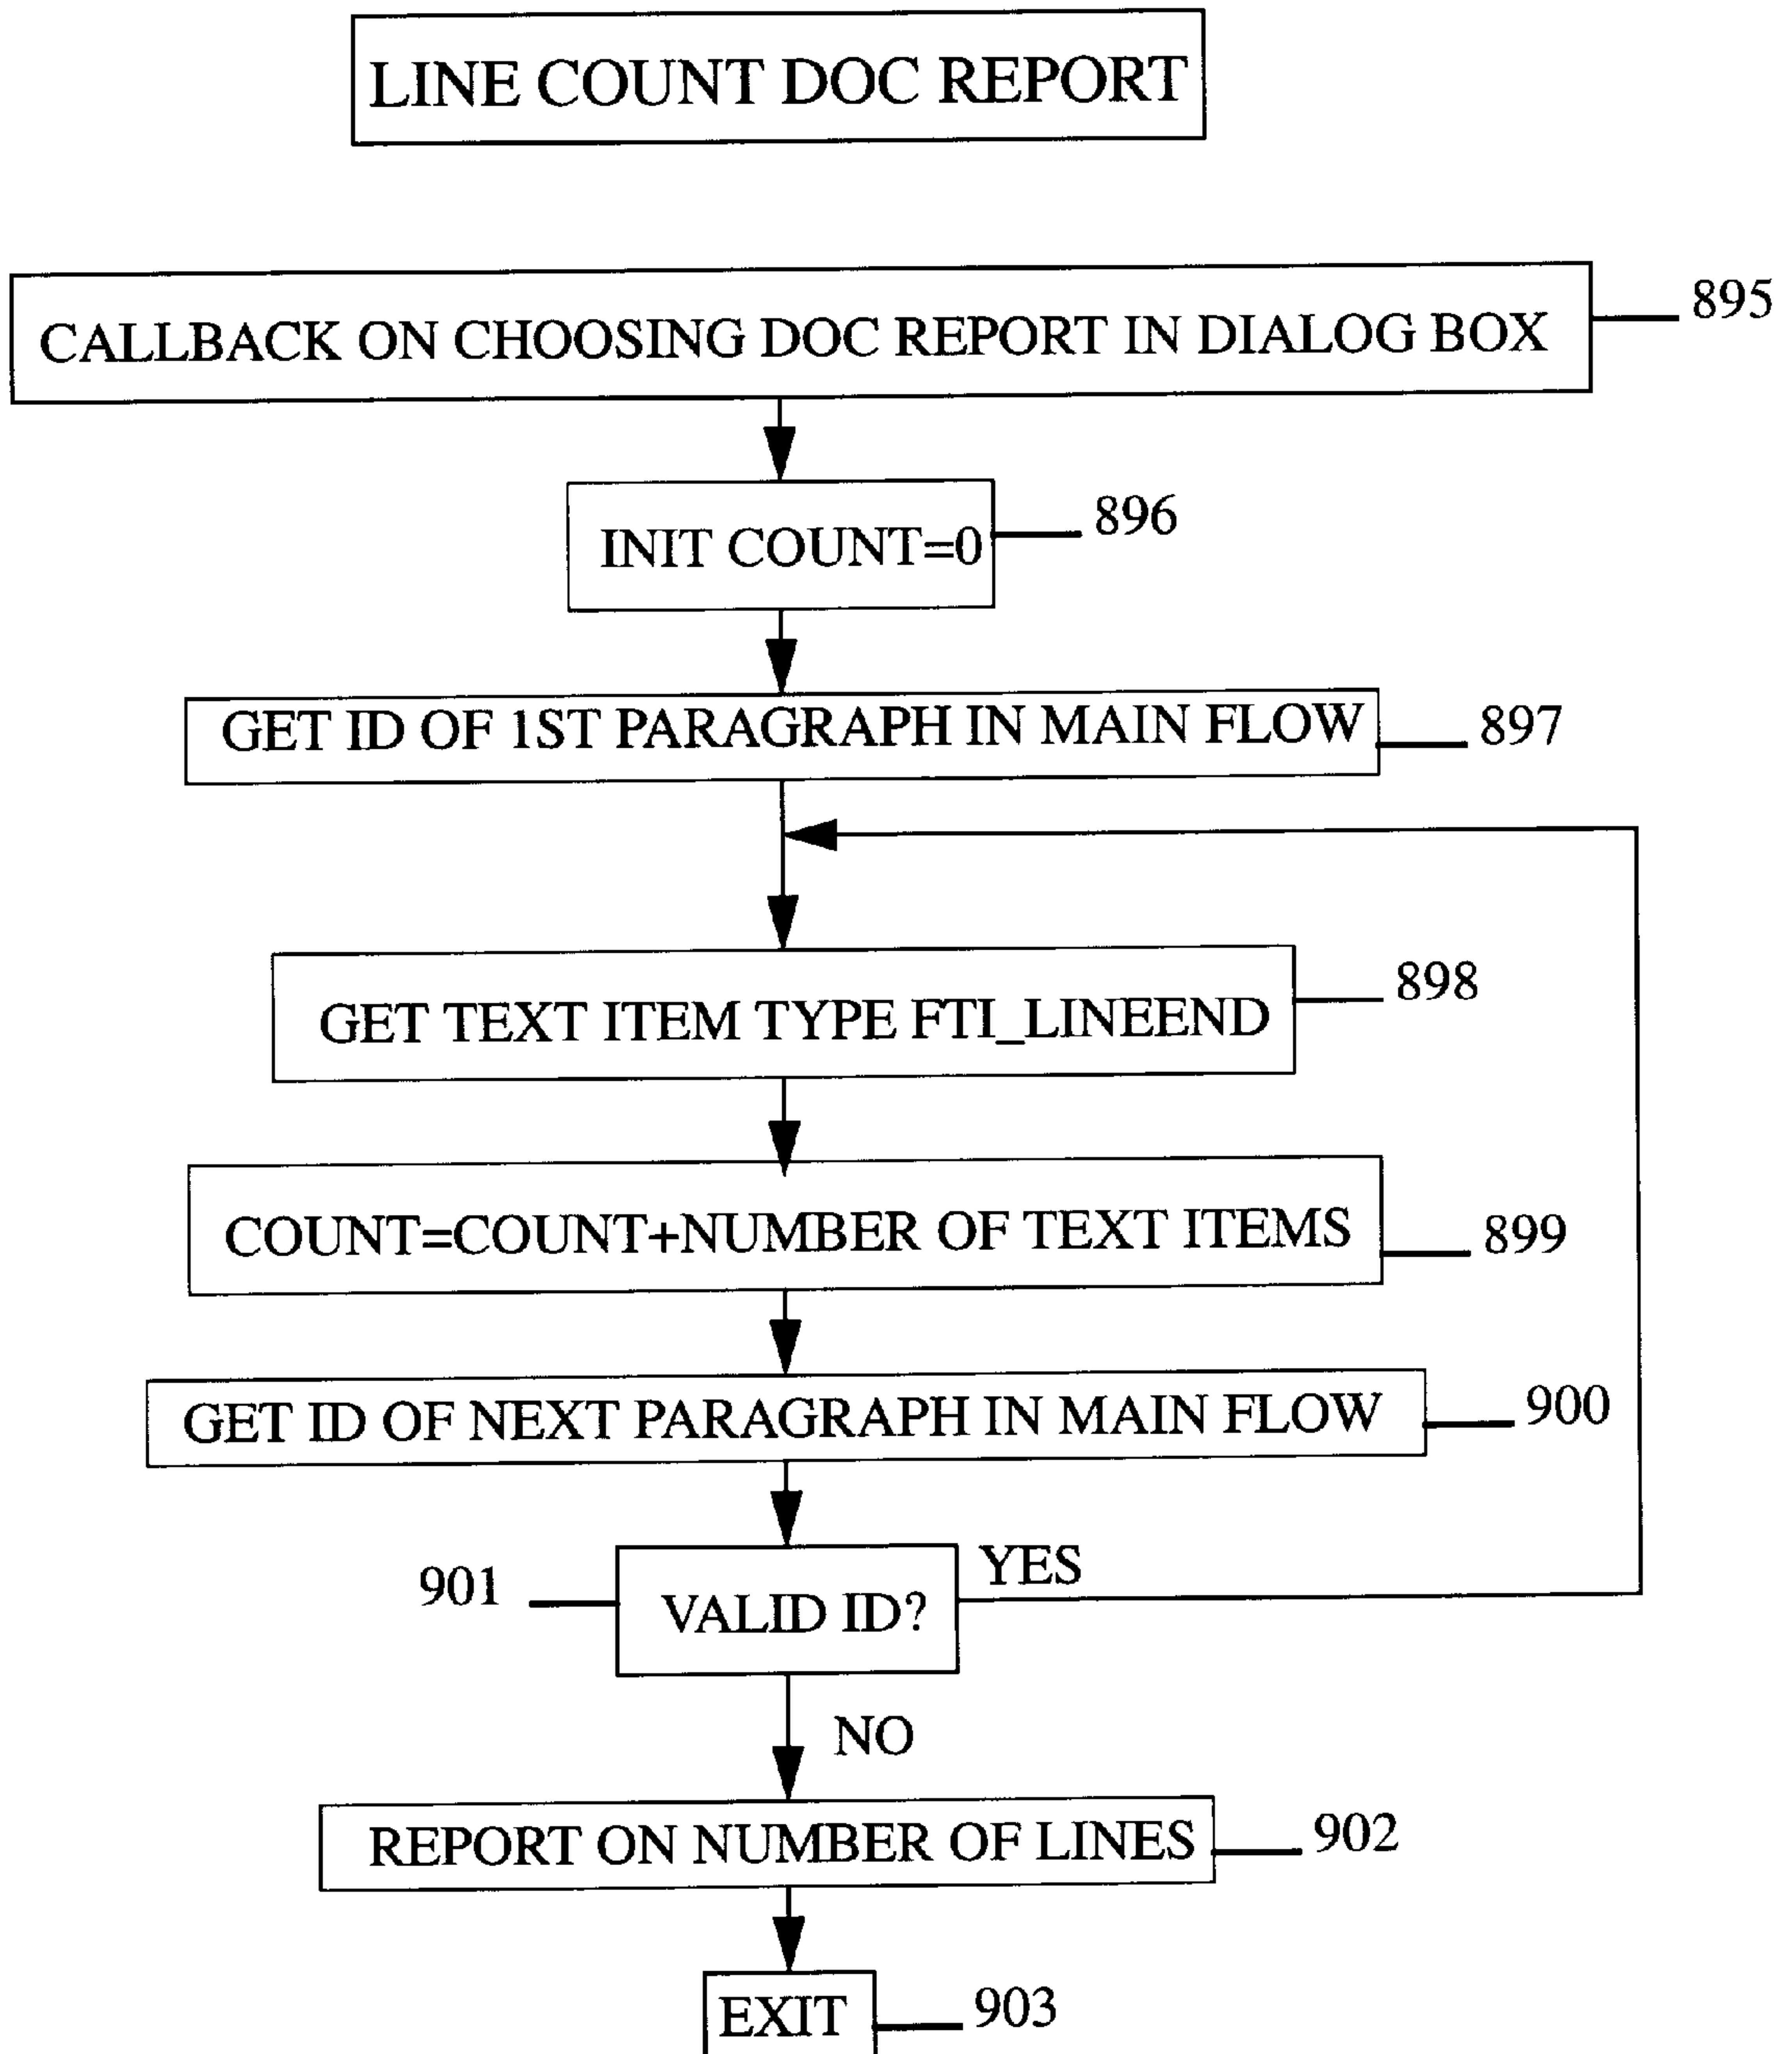 LINE COUNT DOC REPORT
CALLBACK ON CHOOSING DOC REPORT IN DIALOG BOX
895
INIT COUNT=0
896
GET ID OF 1ST PARAGRAPH IN MAIN FLOW
897
GET TEXT ITEM TYPE FTI_LINEEND
898
COUNT=COUNT+NUMBER OF TEXT ITEMS
899
GET ID OF NEXT PARAGRAPH IN MAIN FLOW
900
901
VALID ID?
YES
NO
REPORT ON NUMBER OF LINES
902
EXIT
903